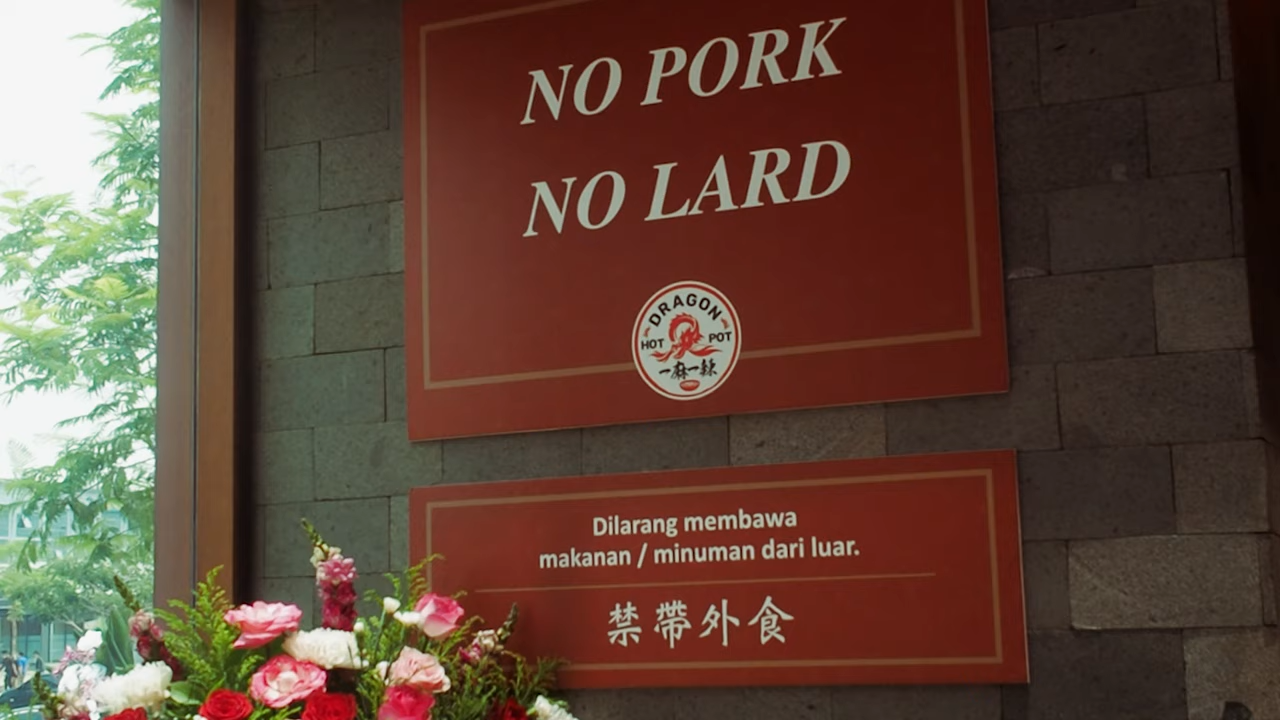 NO PORK
NO LARD
DRAGON
HOT POT
一麻一辣
Dilarang membawa
makanan / minuman dari luar.
禁帶外食